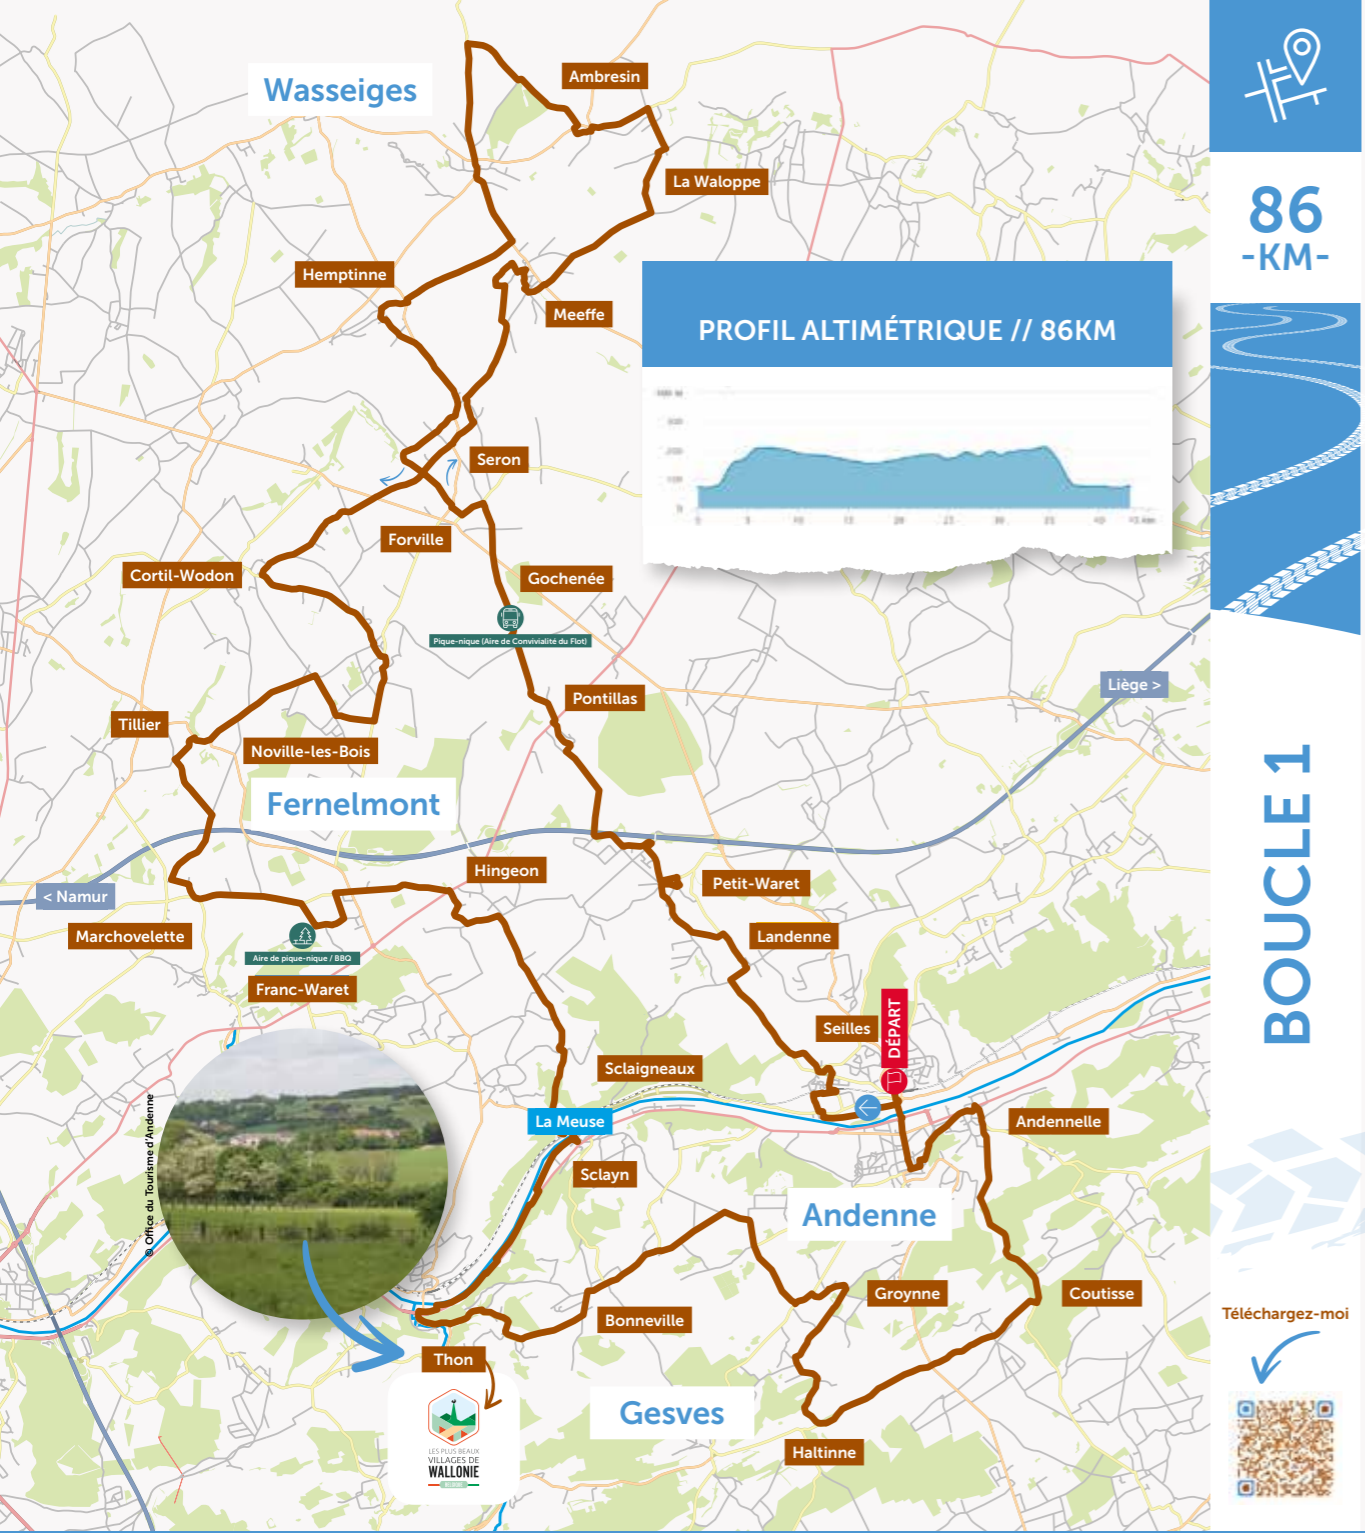 Wasseiges
Ambresin
La Waloppe
Hemptinne
Meeffe
86
-KM-
PROFIL ALTIMÉTRIQUE // 86KM
Seron
Forville
Cortil-Wodon
Gochenée
Pique-nique (Aire de Convivialité du Flot)
Liège >
Pontillas
Tillier
Noville-les-Bois
Fernelmont
BOUCLE 1
Hingeon
Petit-Waret
< Namur
Marchovelette
Landenne
Aire de pique-nique / BBQ
Franc-Waret
DÉPART
Seilles
Sclaigneaux
La Meuse
Andennelle
© Office du Tourisme d'Andenne
Sclayn
Andenne
Groynne
Coutisse
Bonneville
Téléchargez-moi
Thon
Gesves
Haltinne
LES PLUS BEAUX
VILLAGES DE
WALLONIE